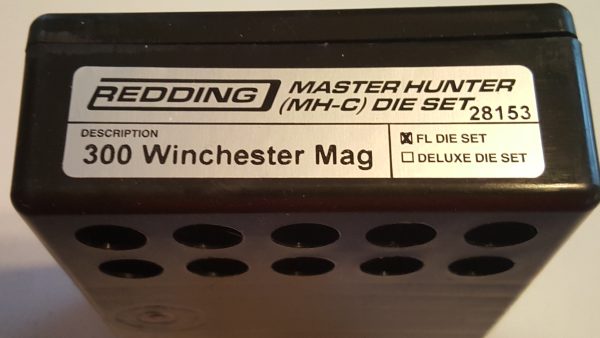 REDDING MASTER HUNTER
(MH-C) DIE SET 28153
DESCRIPTION
300 Winchester Mag
☒ FL DIE SET
☐ DELUXE DIE SET